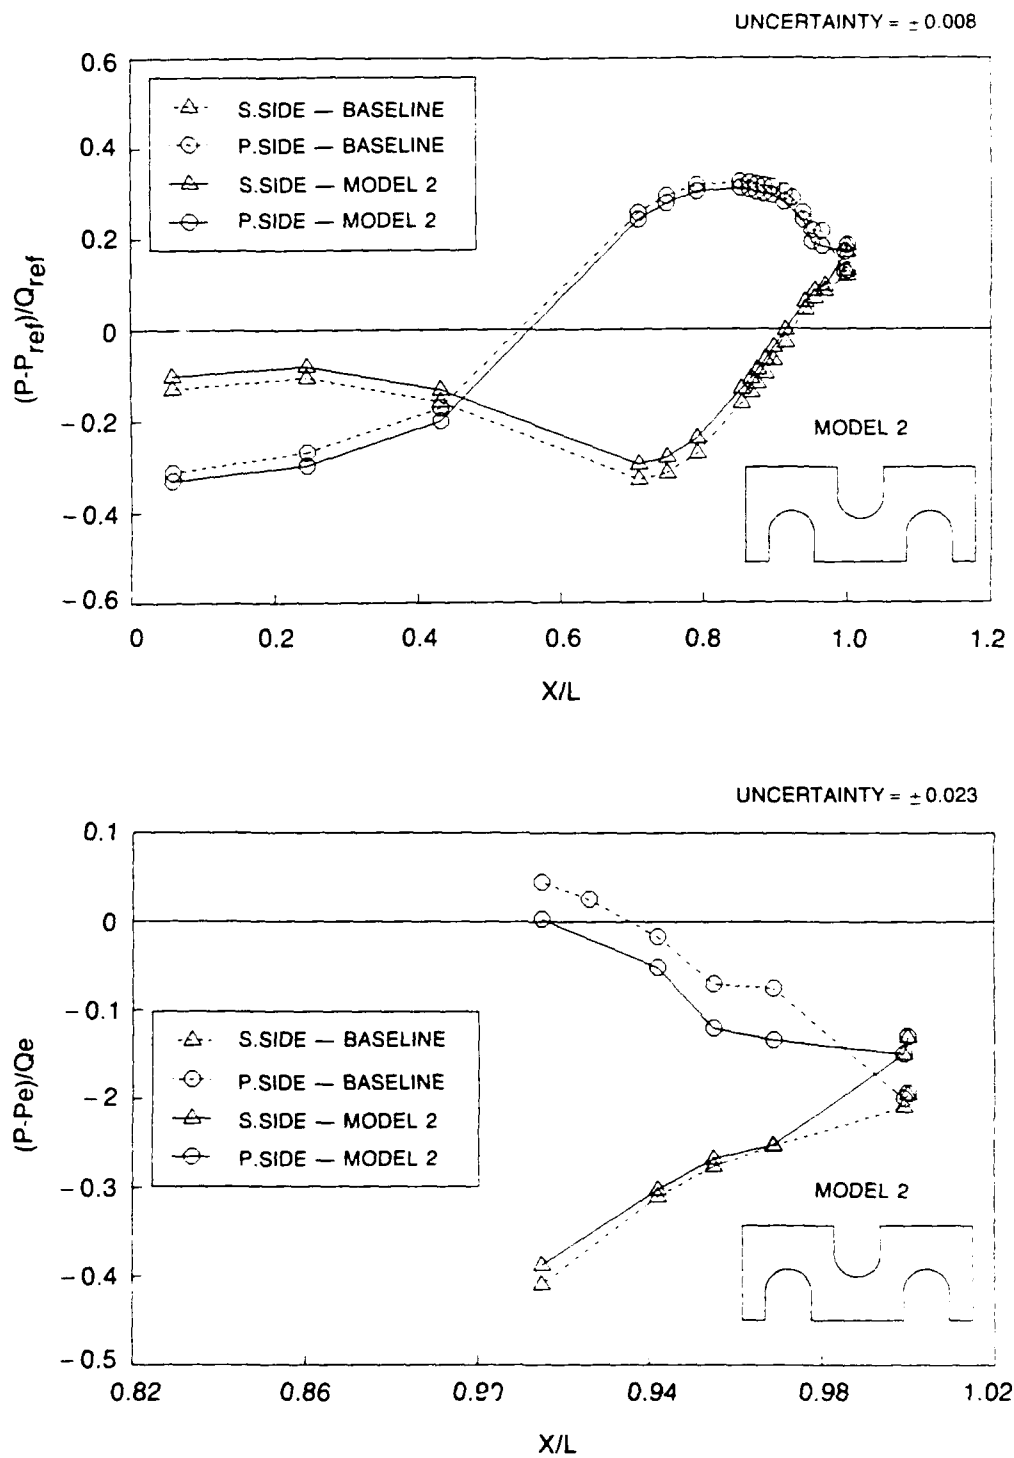 UNCERTAINTY = ± 0.008
0.6
0.4
0.2
0
-0.2
-0.4
-0.6
(P-Pref)/Qref
S.SIDE — BASELINE
P.SIDE — BASELINE
S.SIDE — MODEL 2
P.SIDE — MODEL 2
MODEL 2
0 0.2 0.4 0.6 0.8 1.0 1.2
X/L
UNCERTAINTY = ± 0.023
0.1
0
-0.1
-2
-0.3
-0.4
-0.5
(P-Pe)/Qe
S.SIDE — BASELINE
P.SIDE — BASELINE
S.SIDE — MODEL 2
P.SIDE — MODEL 2
MODEL 2
0.82 0.86 0.90 0.94 0.98 1.02
X/L